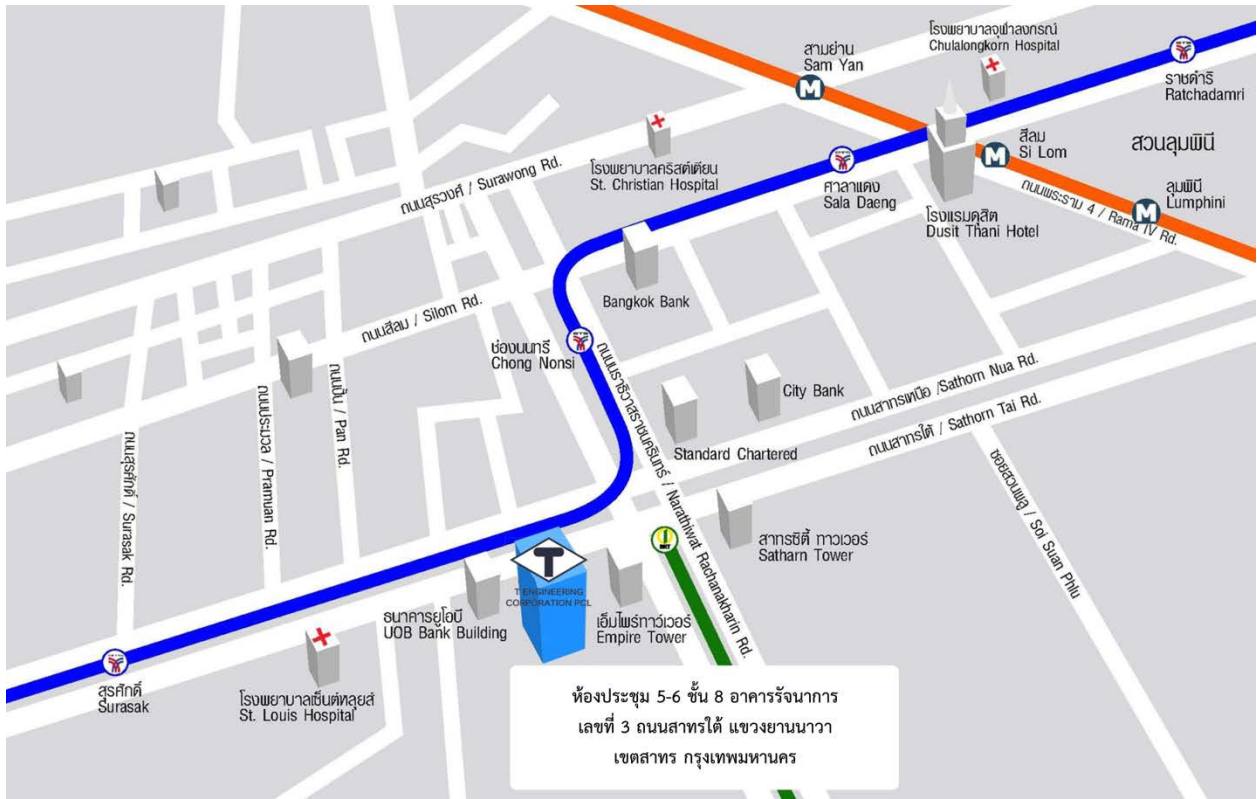 โรงพยาบาลจุฬาลงกรณ์
Chulalongkorn Hospital
สามย่าน
Sam Yan
M
ราชดำริ
Ratchadamri
สีลม
Si Lom
M
สวนลุมพินี
ลุมพินี
Lumphini
M
โรงพยาบาลคริสต์เตียน
St. Christian Hospital
ศาลาแดง
Sala Daeng
โรงแรมดุสิต
Dusit Thani Hotel
ถนนพระราม 4 / Rama IV Rd.
ถนนสุรวงศ์ / Surawong Rd.
Bangkok Bank
ถนนสีลม / Silom Rd.
ช่องนนทรี
Chong Nonsi
City Bank
Standard Chartered
ถนนสาทรเหนือ /Sathorn Nua Rd.
ถนนสาทรใต้ / Sathorn Tai Rd.
ถนนสุรศักดิ์ / Surasak Rd.
ถนนประมวล / Pramuan Rd.
ถนนปั้น / Pan Rd.
ถนนนราธิวาสราชนครินทร์ / Narathiwat Rachanakharin Rd.
ซอยสวนพลู / Soi Suan Phlu
สาทรซิตี้ ทาวเวอร์
Satharn Tower
BRT
T
T ENGINEERING
CORPORATION PCL
ธนาคารยูโอบี
UOB Bank Building
เอ็มไพร์ทาว์เวอร์
Empire Tower
สุรศักดิ์
Surasak
โรงพยาบาลเซ็นต์หลุยส์
St. Louis Hospital
ห้องประชุม 5-6 ชั้น 8 อาคารรัจนาการ
เลขที่ 3 ถนนสาทรใต้ แขวงยานนาวา
เขตสาทร กรุงเทพมหานคร